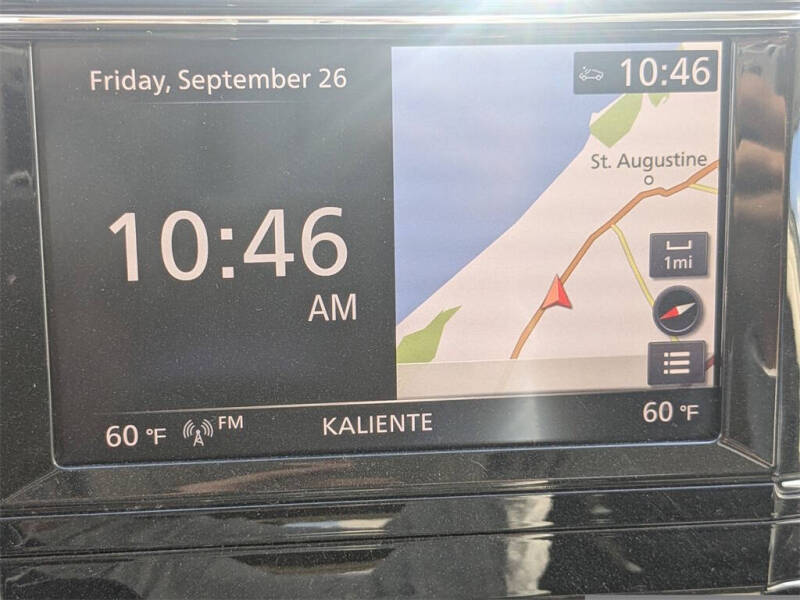 Friday, September 26
10:46
AM
10:46
St. Augustine
1mi
60 °F
FM
KALIENTE
60 °F